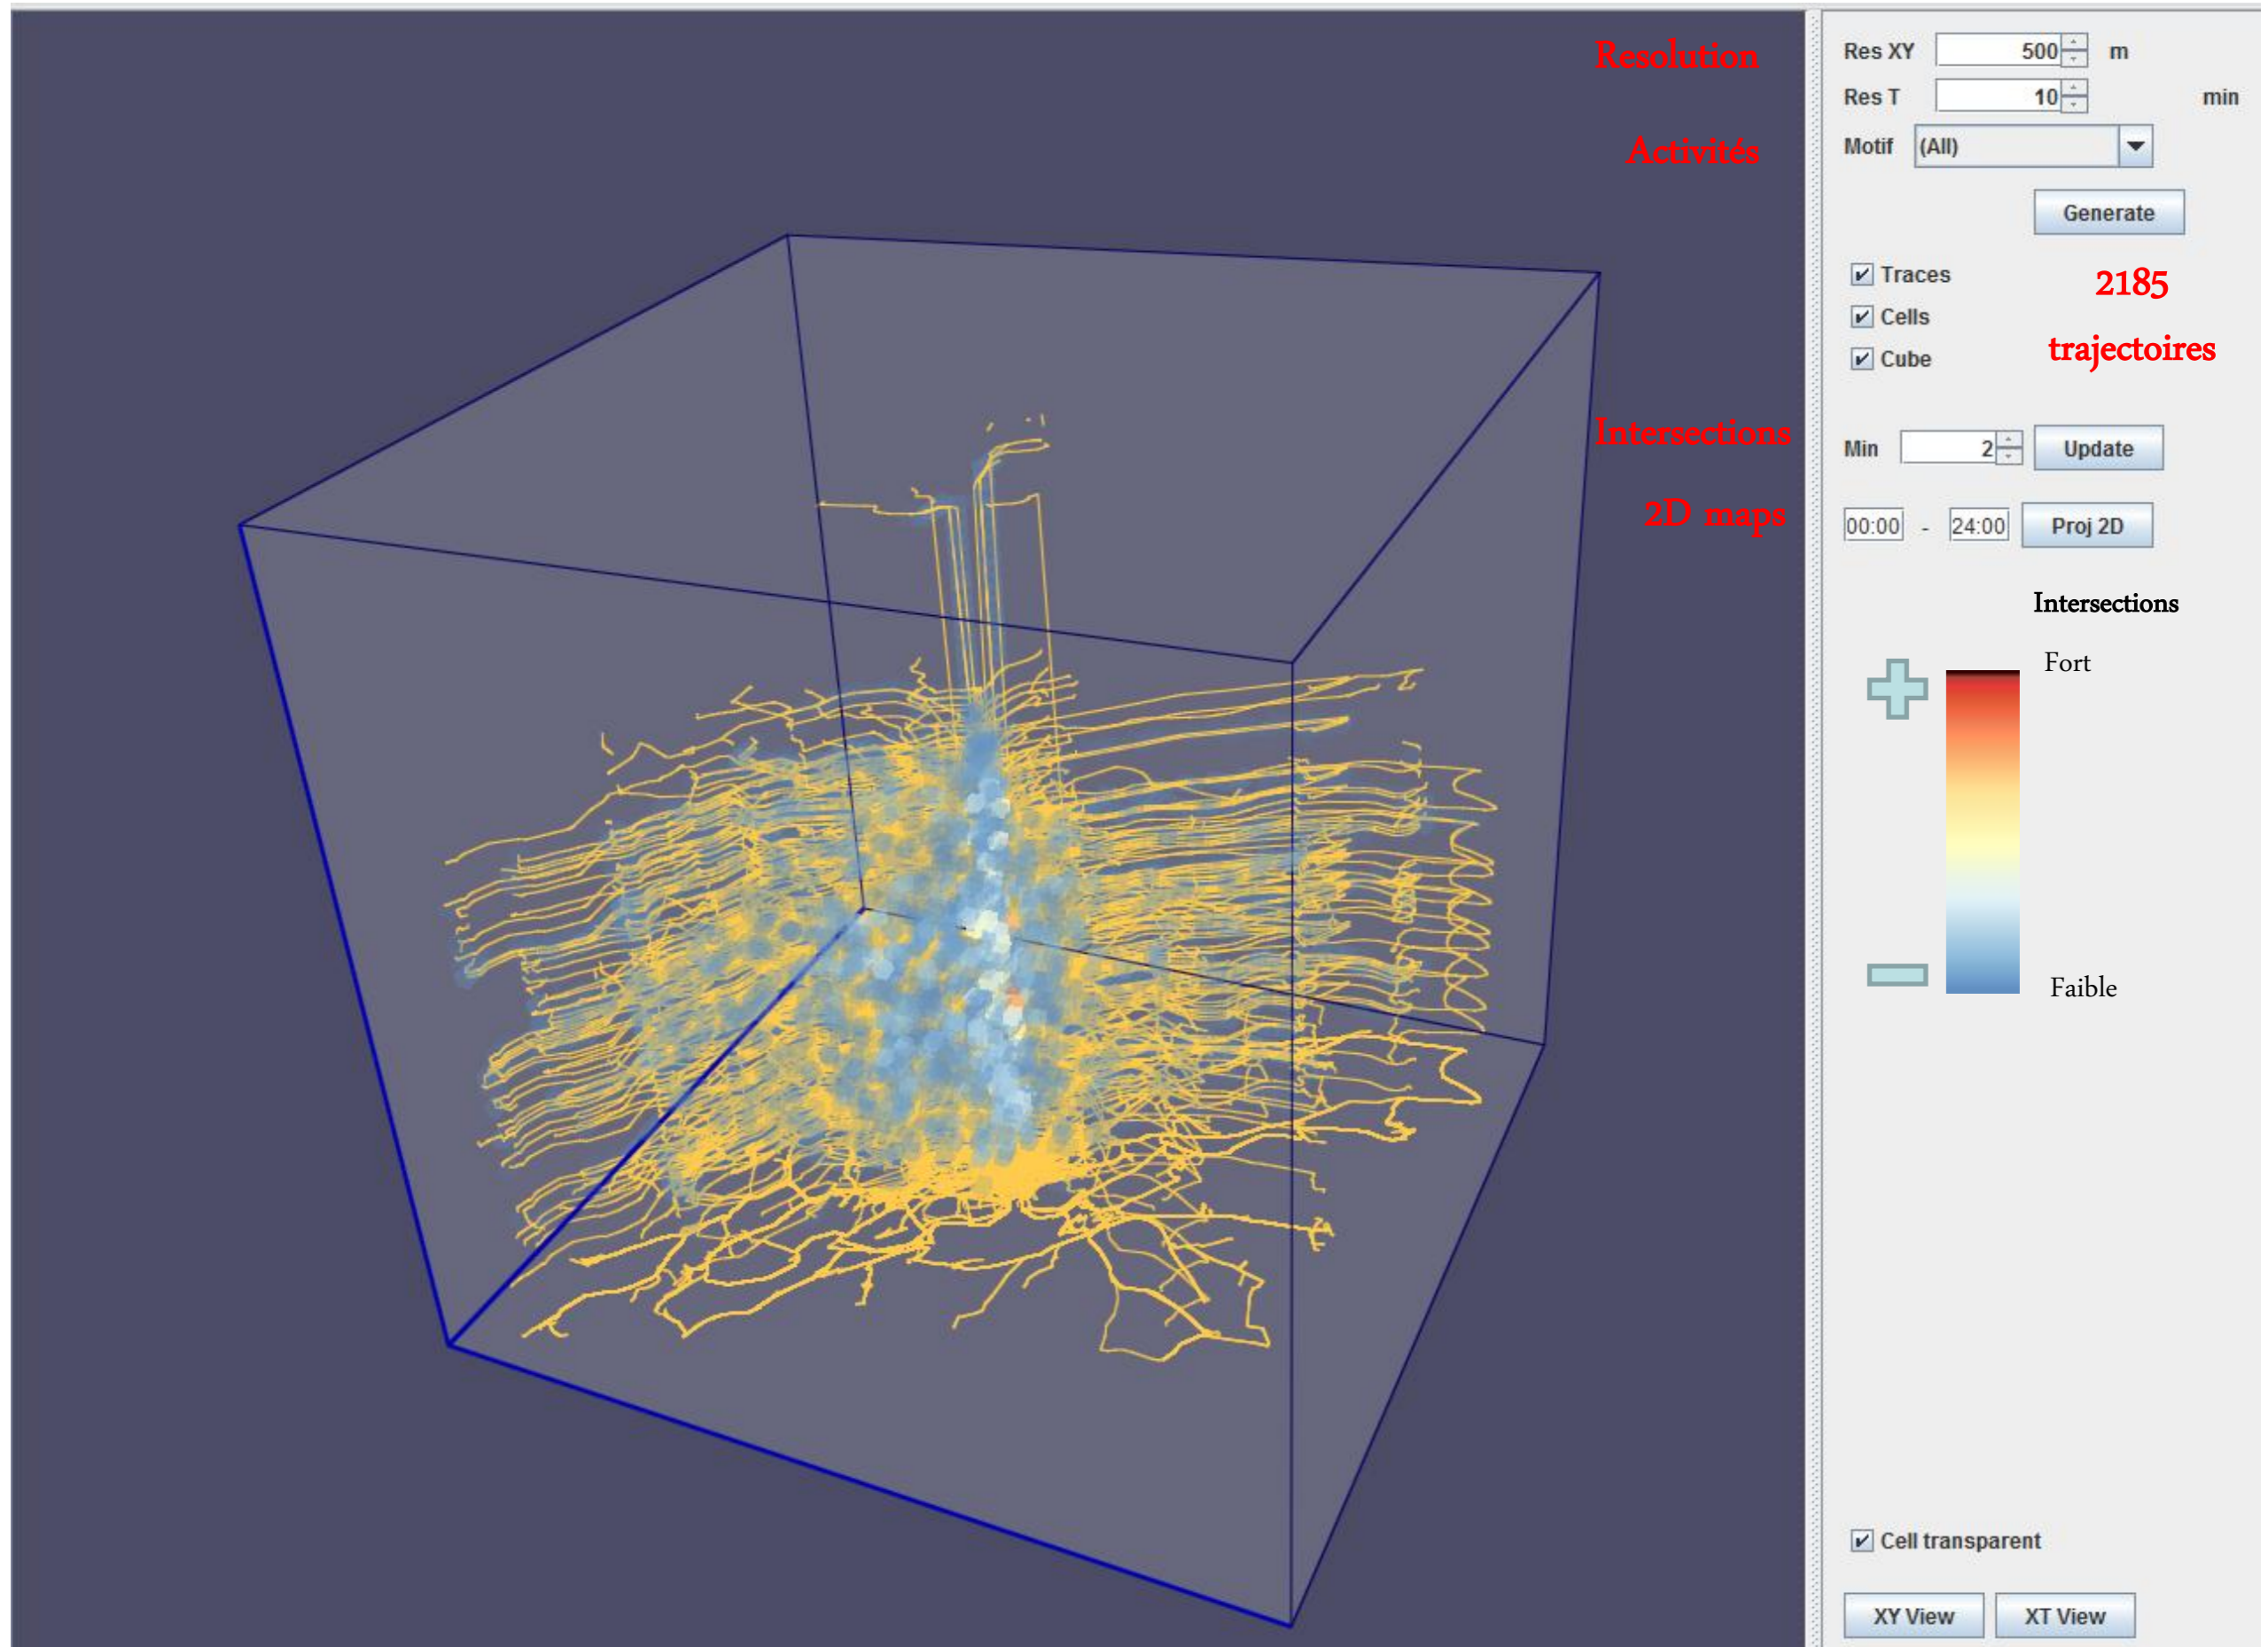 Resolution
Res XY 500 m
Res T 10 min
Activités
Motif (All)
Generate
Traces
2185
Cells
trajectoires
Cube
Intersections
Min 2 Update
2D maps
00:00 - 24:00 Proj 2D
Intersections
Fort
Faible
Cell transparent
XY View XT View